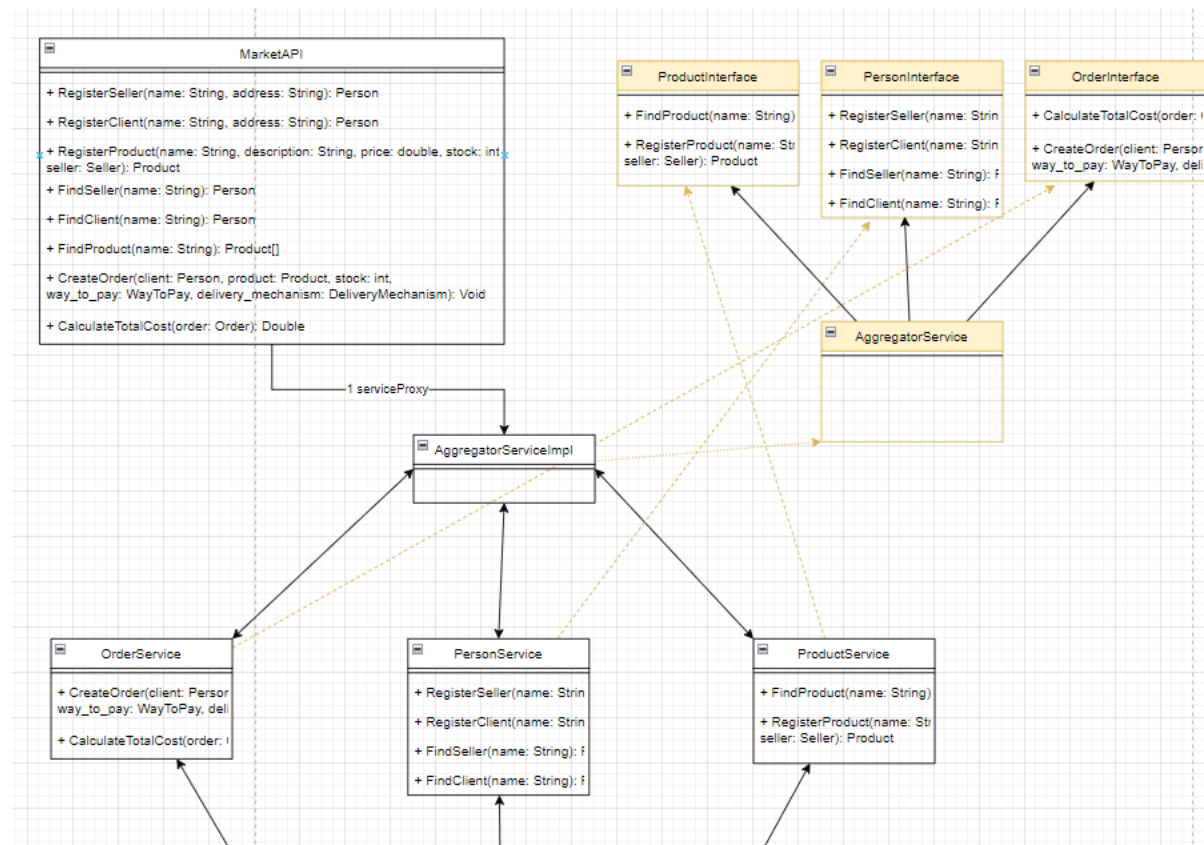 MarketAPI
+ RegisterSeller(name: String, address: String): Person
+ RegisterClient(name: String, address: String): Person
+ RegisterProduct(name: String, description: String, price: double, stock: int,
seller: Seller): Product
+ FindSeller(name: String): Person
+ FindClient(name: String): Person
+ FindProduct(name: String): Product[]
+ CreateOrder(client: Person, product: Product, stock: int,
way_to_pay: WayToPay, delivery_mechanism: DeliveryMechanism): Void
+ CalculateTotalCost(order: Order): Double
ProductInterface
+ FindProduct(name: String)
+ RegisterProduct(name: Str
seller: Seller): Product
PersonInterface
+ RegisterSeller(name: Strin
+ RegisterClient(name: Strin
+ FindSeller(name: String): F
+ FindClient(name: String): F
OrderInterface
+ CalculateTotalCost(order:
+ CreateOrder(client: Person
way_to_pay: WayToPay, deli
AggregatorService
1 serviceProxy
AggregatorServiceImpl
OrderService
+ CreateOrder(client: Person
way_to_pay: WayToPay, deli
+ CalculateTotalCost(order:
PersonService
+ RegisterSeller(name: Strin
+ RegisterClient(name: Strin
+ FindSeller(name: String): F
+ FindClient(name: String): F
ProductService
+ FindProduct(name: String)
+ RegisterProduct(name: Str
seller: Seller): Product